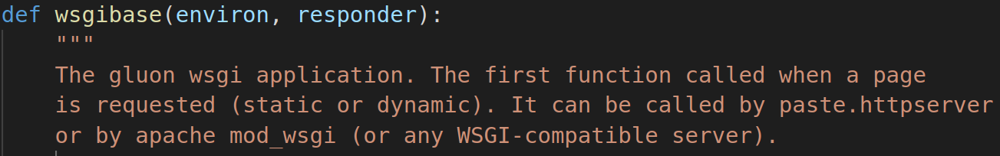 def wsgibase(environ, responder):
"""
The gluon wsgi application. The first function called when a page
is requested (static or dynamic). It can be called by paste.httpserver
or by apache mod_wsgi (or any WSGI-compatible server).